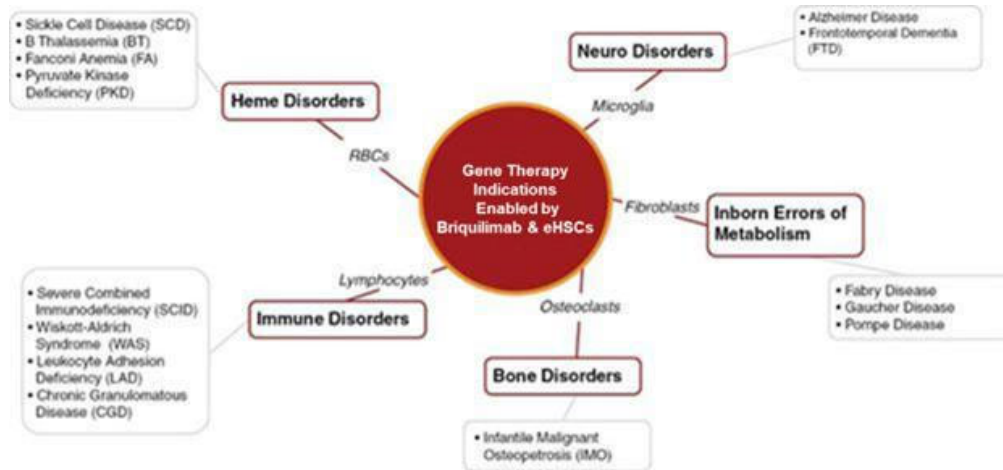 • Sickle Cell Disease (SCD)
• B Thalassemia (BT)
• Fanconi Anemia (FA)
• Pyruvate Kinase
Deficiency (PKD)
Heme Disorders
RBCs
Neuro Disorders
Microglia
• Alzheimer Disease
• Frontotemporal Dementia
(FTD)
Gene Therapy
Indications
Enabled by
Briquilimab & eHSCs
Fibroblasts
Inborn Errors of
Metabolism
• Fabry Disease
• Gaucher Disease
• Pompe Disease
Lymphocytes
Immune Disorders
• Severe Combined
Immunodeficiency (SCID)
• Wiskott-Aldrich
Syndrome (WAS)
• Leukocyte Adhesion
Deficiency (LAD)
• Chronic Granulomatous
Disease (CGD)
Osteoclasts
Bone Disorders
• Infantile Malignant
Osteopetrosis (IMO)